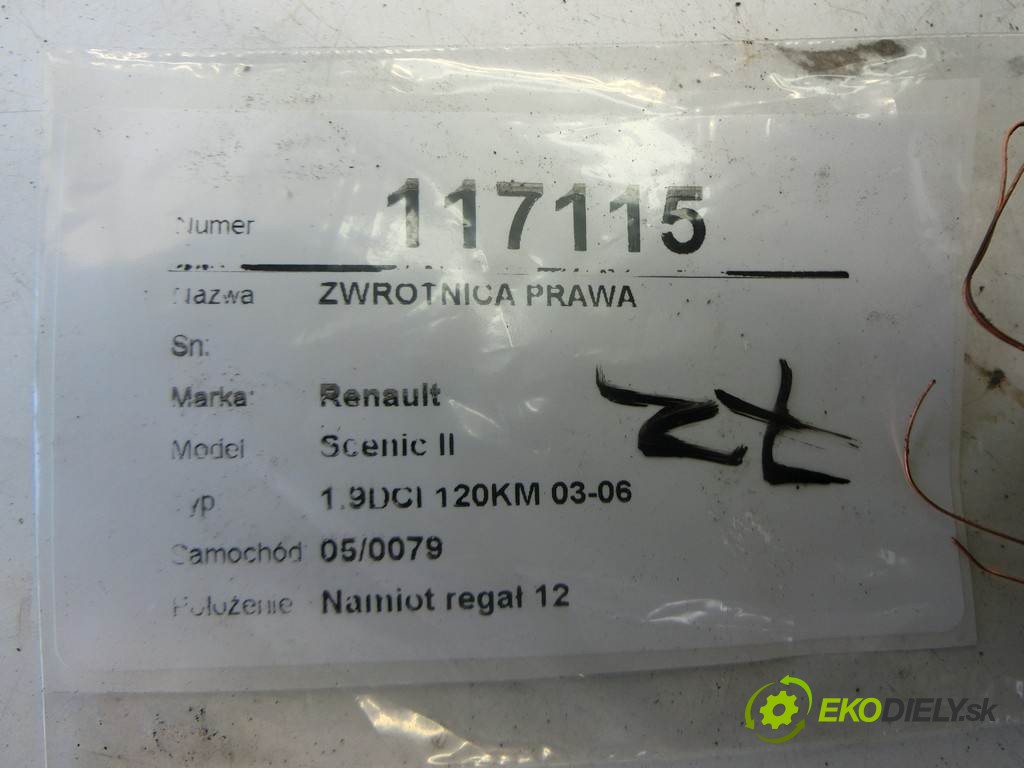 Numer 117115
Nazwa ZWROTNICA PRAWA
Sn:
Marka: Renault
Model Scenic II
Typ 1.9DCI 120KM 03-06
Samochód 05/0079
Położenie Namiot regał 12
EKODIELY.sk